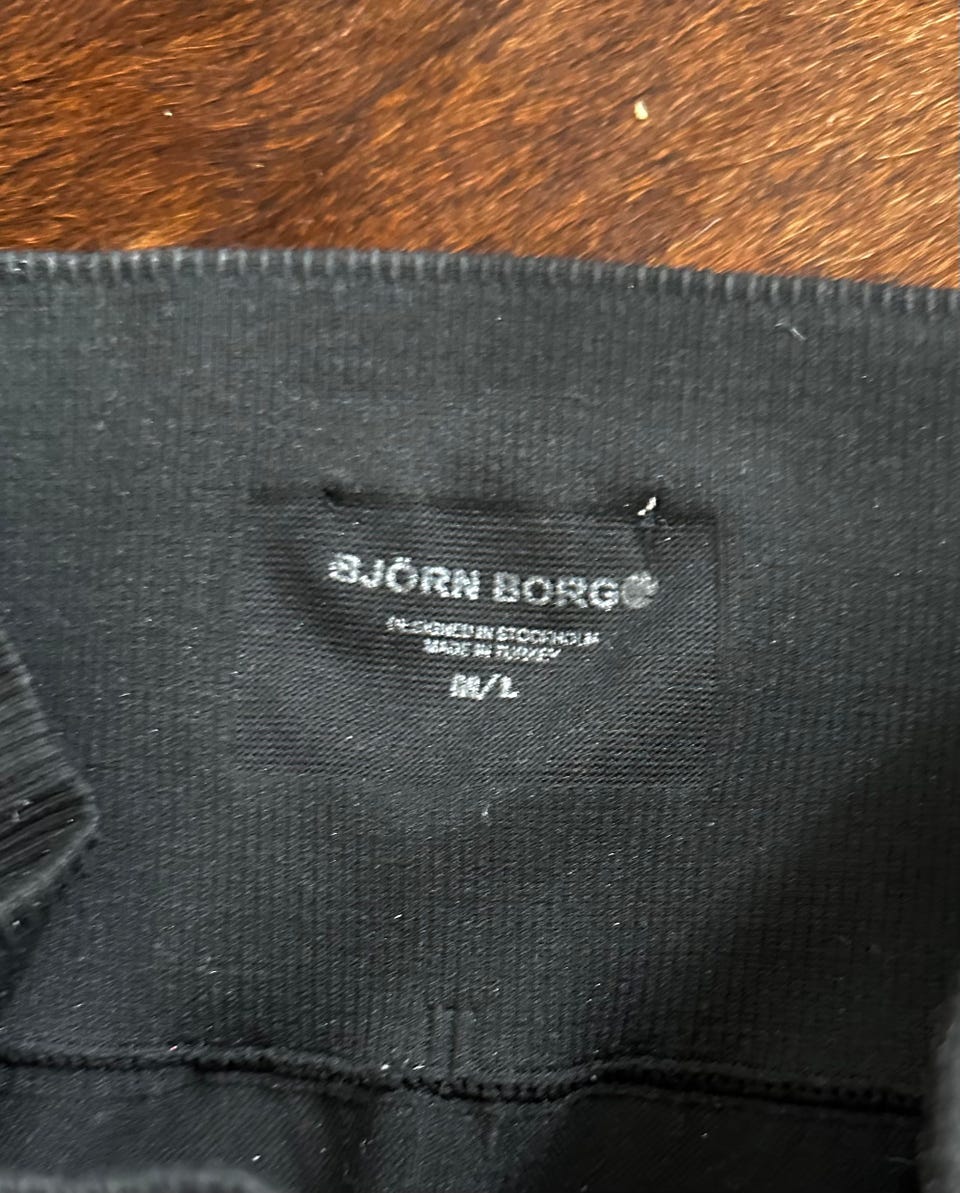 BJÖRN BORG
DESIGNED IN STOCKHOLM
MADE IN TURKEY
M/L